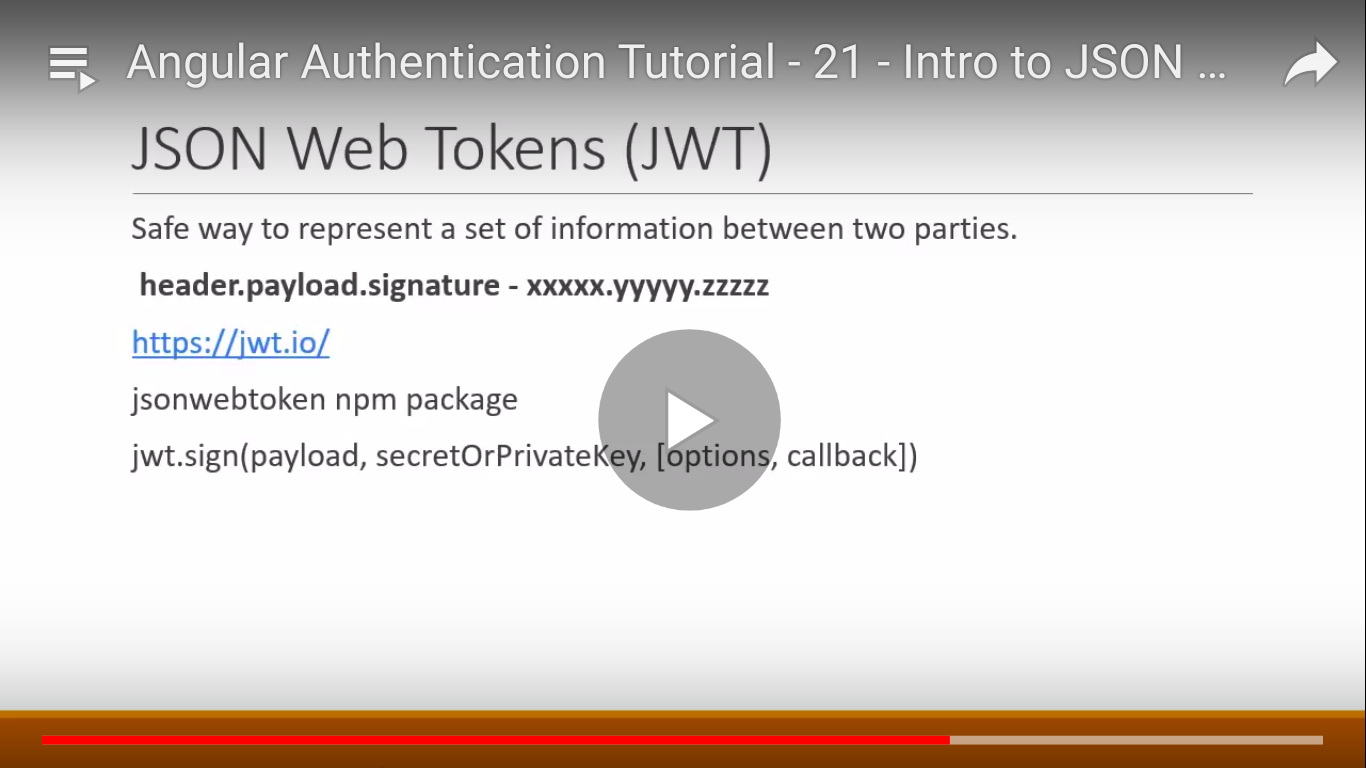 Angular Authentication Tutorial - 21 - Intro to JSON ...
JSON Web Tokens (JWT)
Safe way to represent a set of information between two parties.
header.payload.signature - xxxxx.yyyyy.zzzzz
https://jwt.io/
jsonwebtoken npm package
jwt.sign(payload, secretOrPrivateKey, [options, callback])